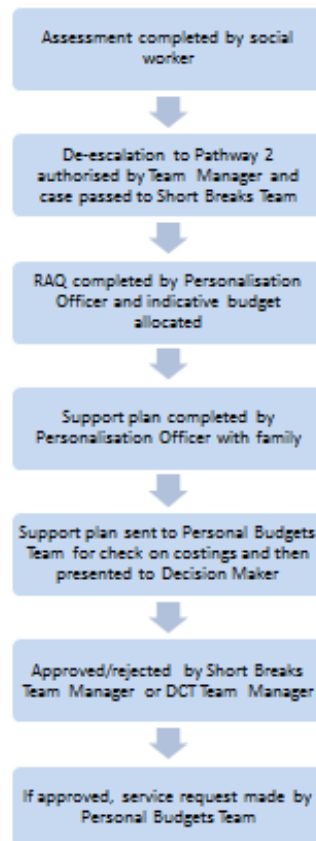 Assessment completed by social
worker
De-escalation to Pathway 2
authorised by Team Manager and
case passed to Short Breaks Team
RAQ completed by Personalisation
Officer and indicative budget
allocated
Support plan completed by
Personalisation Officer with family
Support plan sent to Personal Budgets
Team for check on costings and then
presented to Decision Maker
Approved/rejected by Short Breaks
Team Manager or DCT Team Manager
If approved, service request made by
Personal Budgets Team